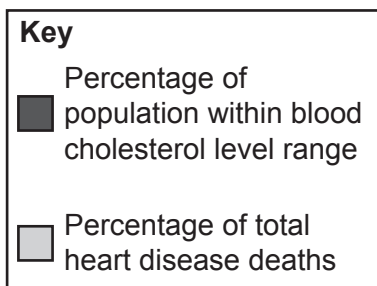 Key
Percentage of
population within blood
cholesterol level range
Percentage of total
heart disease deaths